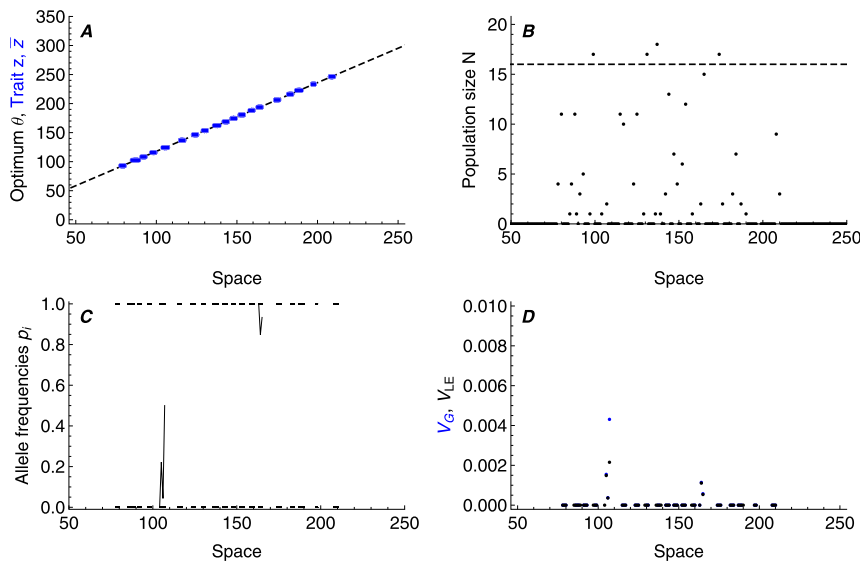 A
Optimum θ, Trait z, z̅
350
300
250
200
150
100
50
0
50 100 150 200 250
Space
B
Population size N
20
15
10
5
0
50 100 150 200 250
Space
C
Allele frequencies pᵢ
1.0
0.8
0.6
0.4
0.2
0.0
50 100 150 200 250
Space
D
V_G, V_LE
0.010
0.008
0.006
0.004
0.002
0.000
50 100 150 200 250
Space